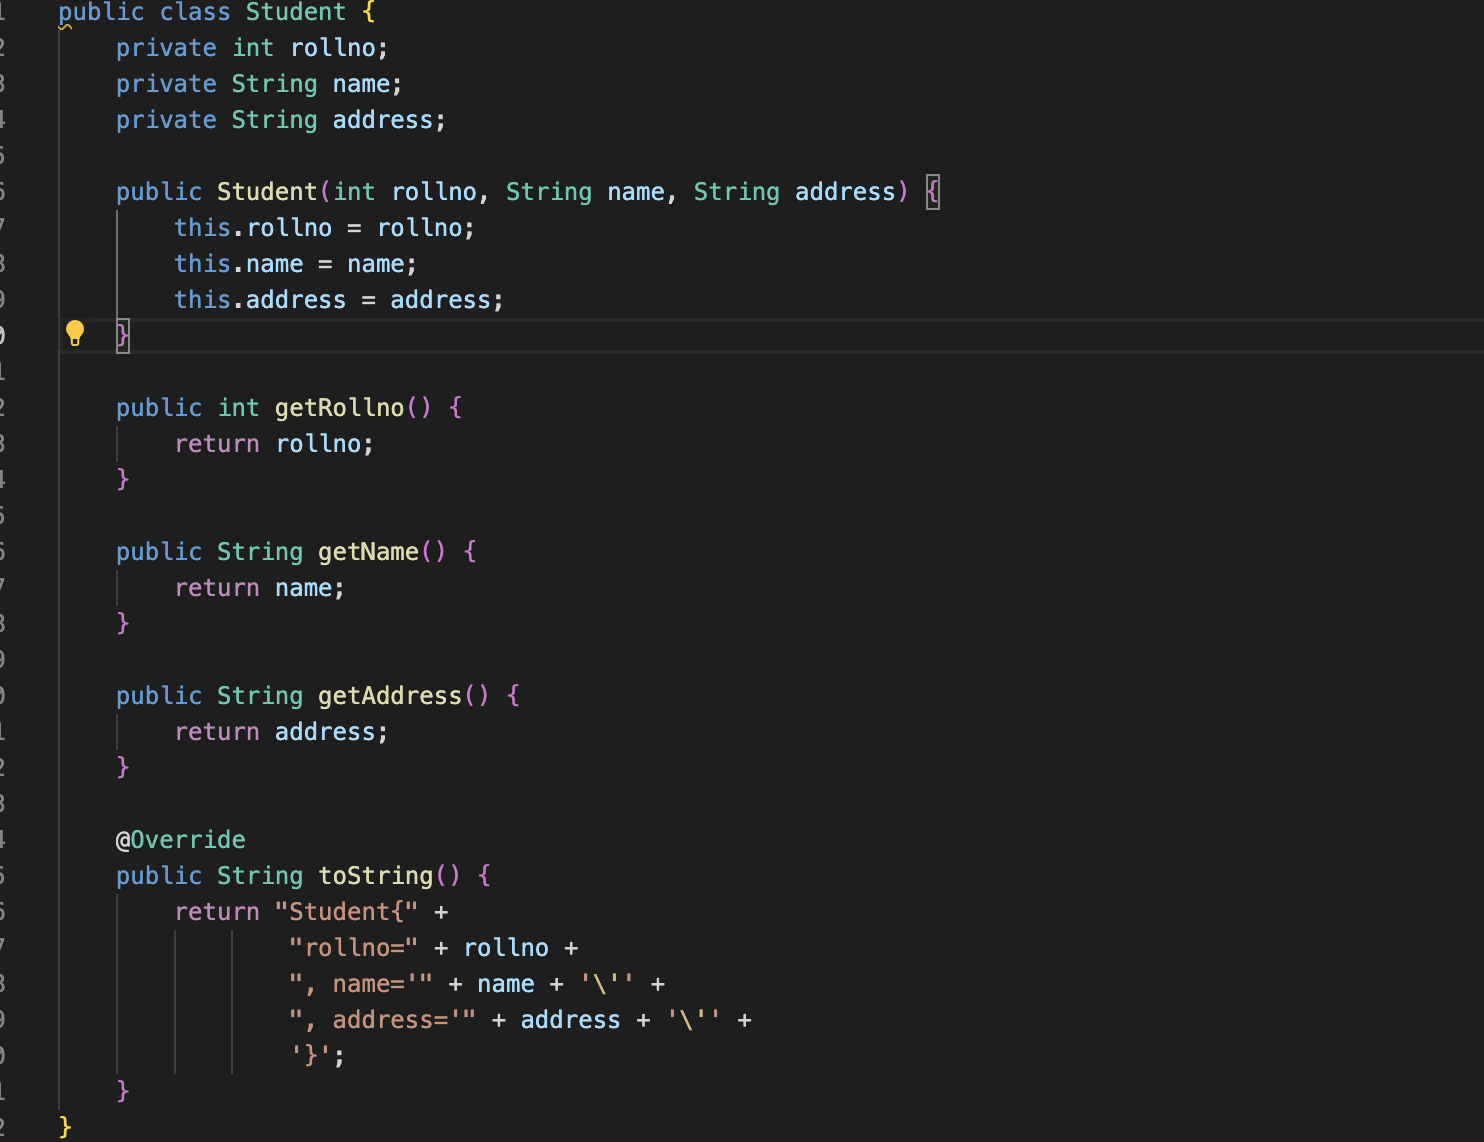 public class Student {
    private int rollno;
    private String name;
    private String address;

    public Student(int rollno, String name, String address) {
        this.rollno = rollno;
        this.name = name;
        this.address = address;
    }

    public int getRollno() {
        return rollno;
    }

    public String getName() {
        return name;
    }

    public String getAddress() {
        return address;
    }

    @Override
    public String toString() {
        return "Student{" +
                "rollno=" + rollno +
                ", name='" + name + '\'' +
                ", address='" + address + '\'' +
                '}';
    }
}